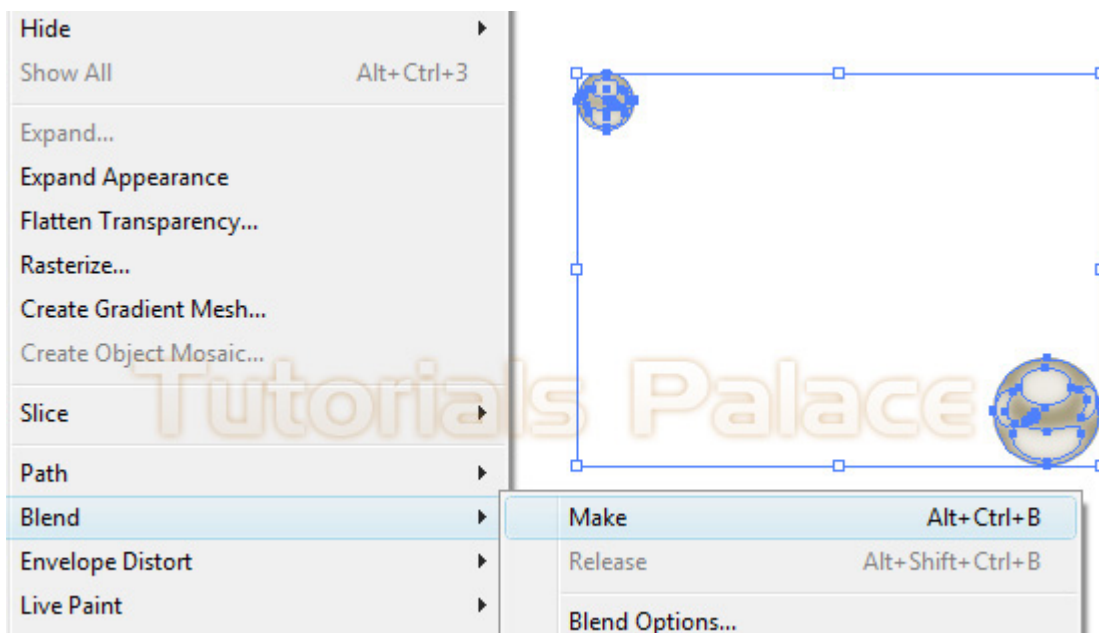 Hide
Show All Alt+Ctrl+3
Expand...
Expand Appearance
Flatten Transparency...
Rasterize...
Create Gradient Mesh...
Create Object Mosaic...
Tutorials Palace
Slice
Path
Blend
Make Alt+Ctrl+B
Envelope Distort
Release Alt+Shift+Ctrl+B
Live Paint
Blend Options...